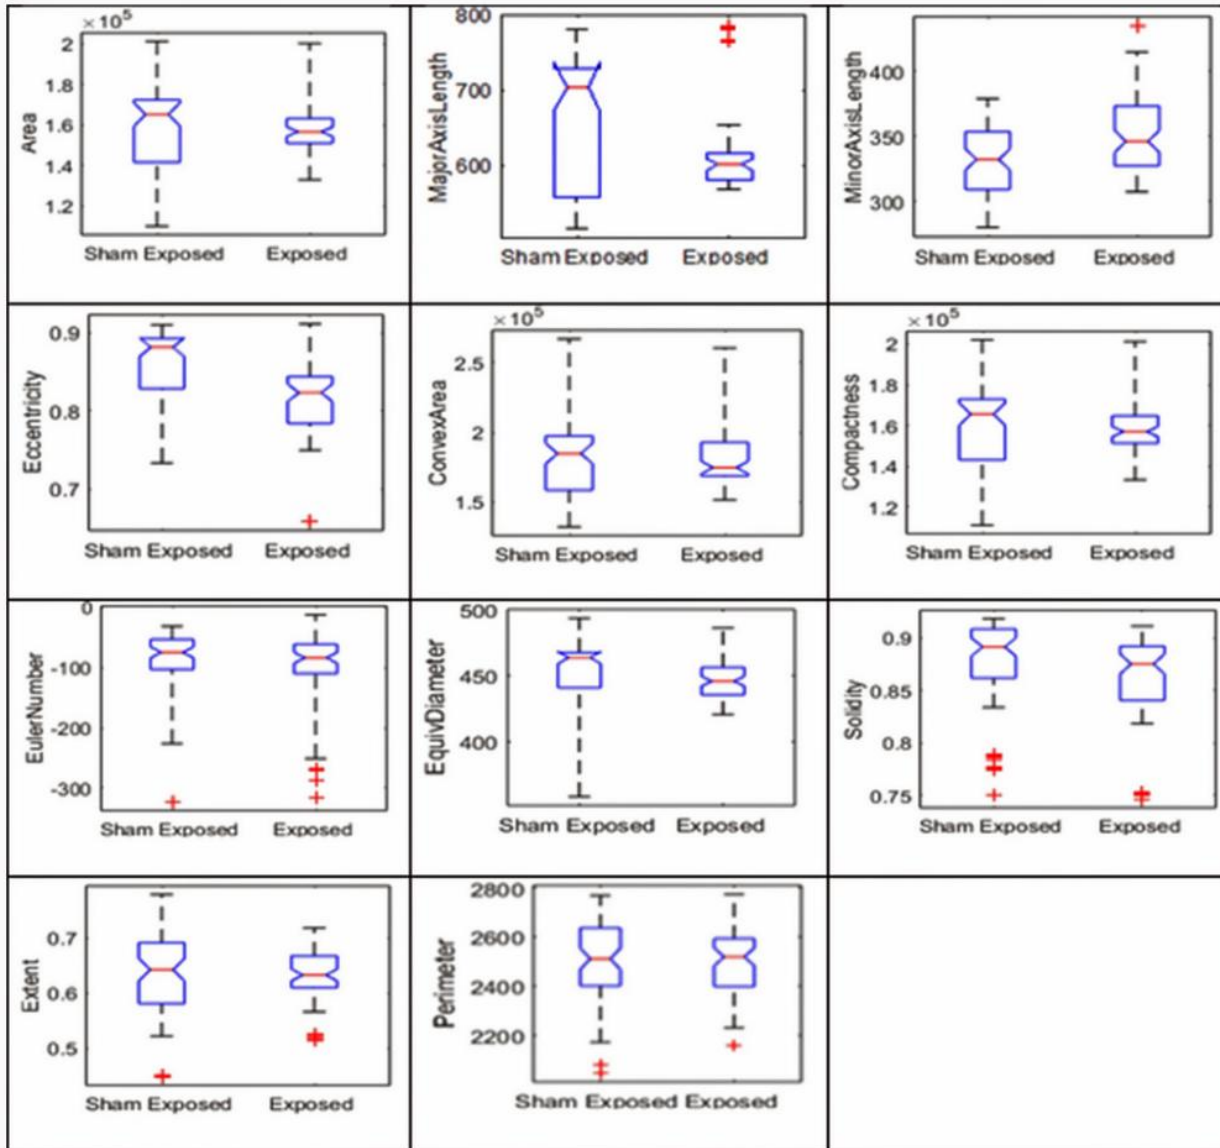 ×10⁵
Area
2
1.8
1.6
1.4
1.2
Sham Exposed Exposed
MajorAxisLength
800
700
600
Sham Exposed Exposed
MinorAxisLength
400
350
300
Sham Exposed Exposed
Eccentricity
0.9
0.8
0.7
Sham Exposed Exposed
×10⁵
ConvexArea
2.5
2
1.5
Sham Exposed Exposed
×10⁵
Compactness
2
1.8
1.6
1.4
1.2
Sham Exposed Exposed
EulerNumber
0
-100
-200
-300
Sham Exposed Exposed
EquivDiameter
500
450
400
Sham Exposed Exposed
Solidity
0.9
0.85
0.8
0.75
Sham Exposed Exposed
Extent
0.7
0.6
0.5
Sham Exposed Exposed
Perimeter
2800
2600
2400
2200
Sham Exposed Exposed